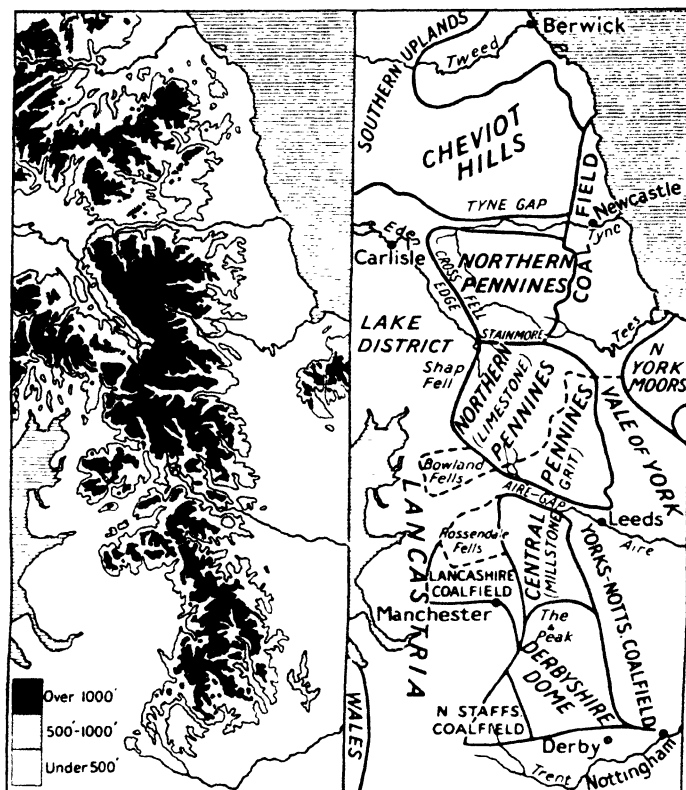 Over 1000'
500'-1000'
Under 500'
Berwick
SOUTHERN UPLANDS
Tweed
CHEVIOT
HILLS
COAL-FIELD
TYNE GAP
Newcastle
Tyne
Eden
Carlisle
CROSS FELL
EDGE
NORTHERN
PENNINES
STAINMORE
Tees
LAKE
DISTRICT
Shap
Fell
N
YORK
MOORS
NORTHERN
(LIMESTONE)
PENNINES
PENNINES
GRIT)
VALE OF YORK
Bowland
Fells
AIRE-GAP
Leeds
Aire
LANCASTRIA
Rossendale
Fells
CENTRAL
(MILLSTONE
LANCASHIRE
COALFIELD
Manchester
YORKS-NOTTS. COALFIELD
The
Peak
DERBYSHIRE
DOME
WALES
N STAFFS.
COALFIELD
Derby
Trent
Nottingham